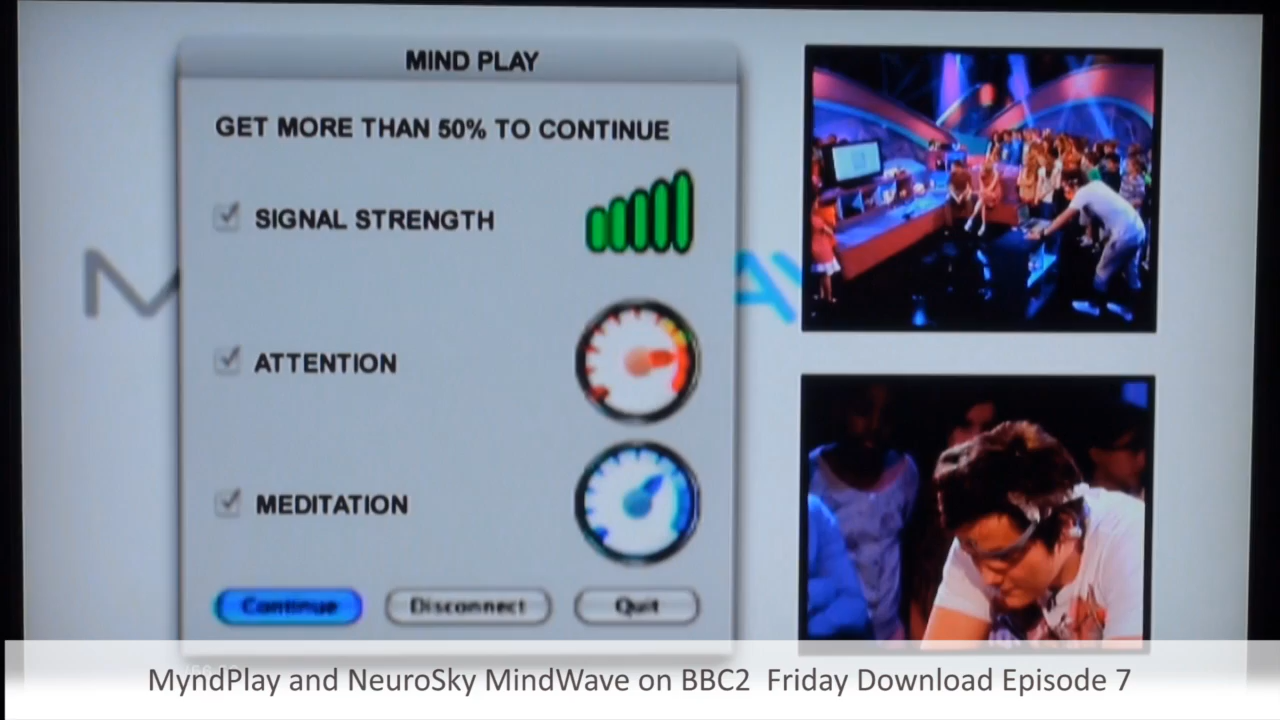 MIND PLAY
GET MORE THAN 50% TO CONTINUE
SIGNAL STRENGTH
ATTENTION
MEDITATION
Continue Disconnect Quit
MyndPlay and NeuroSky MindWave on BBC2 Friday Download Episode 7